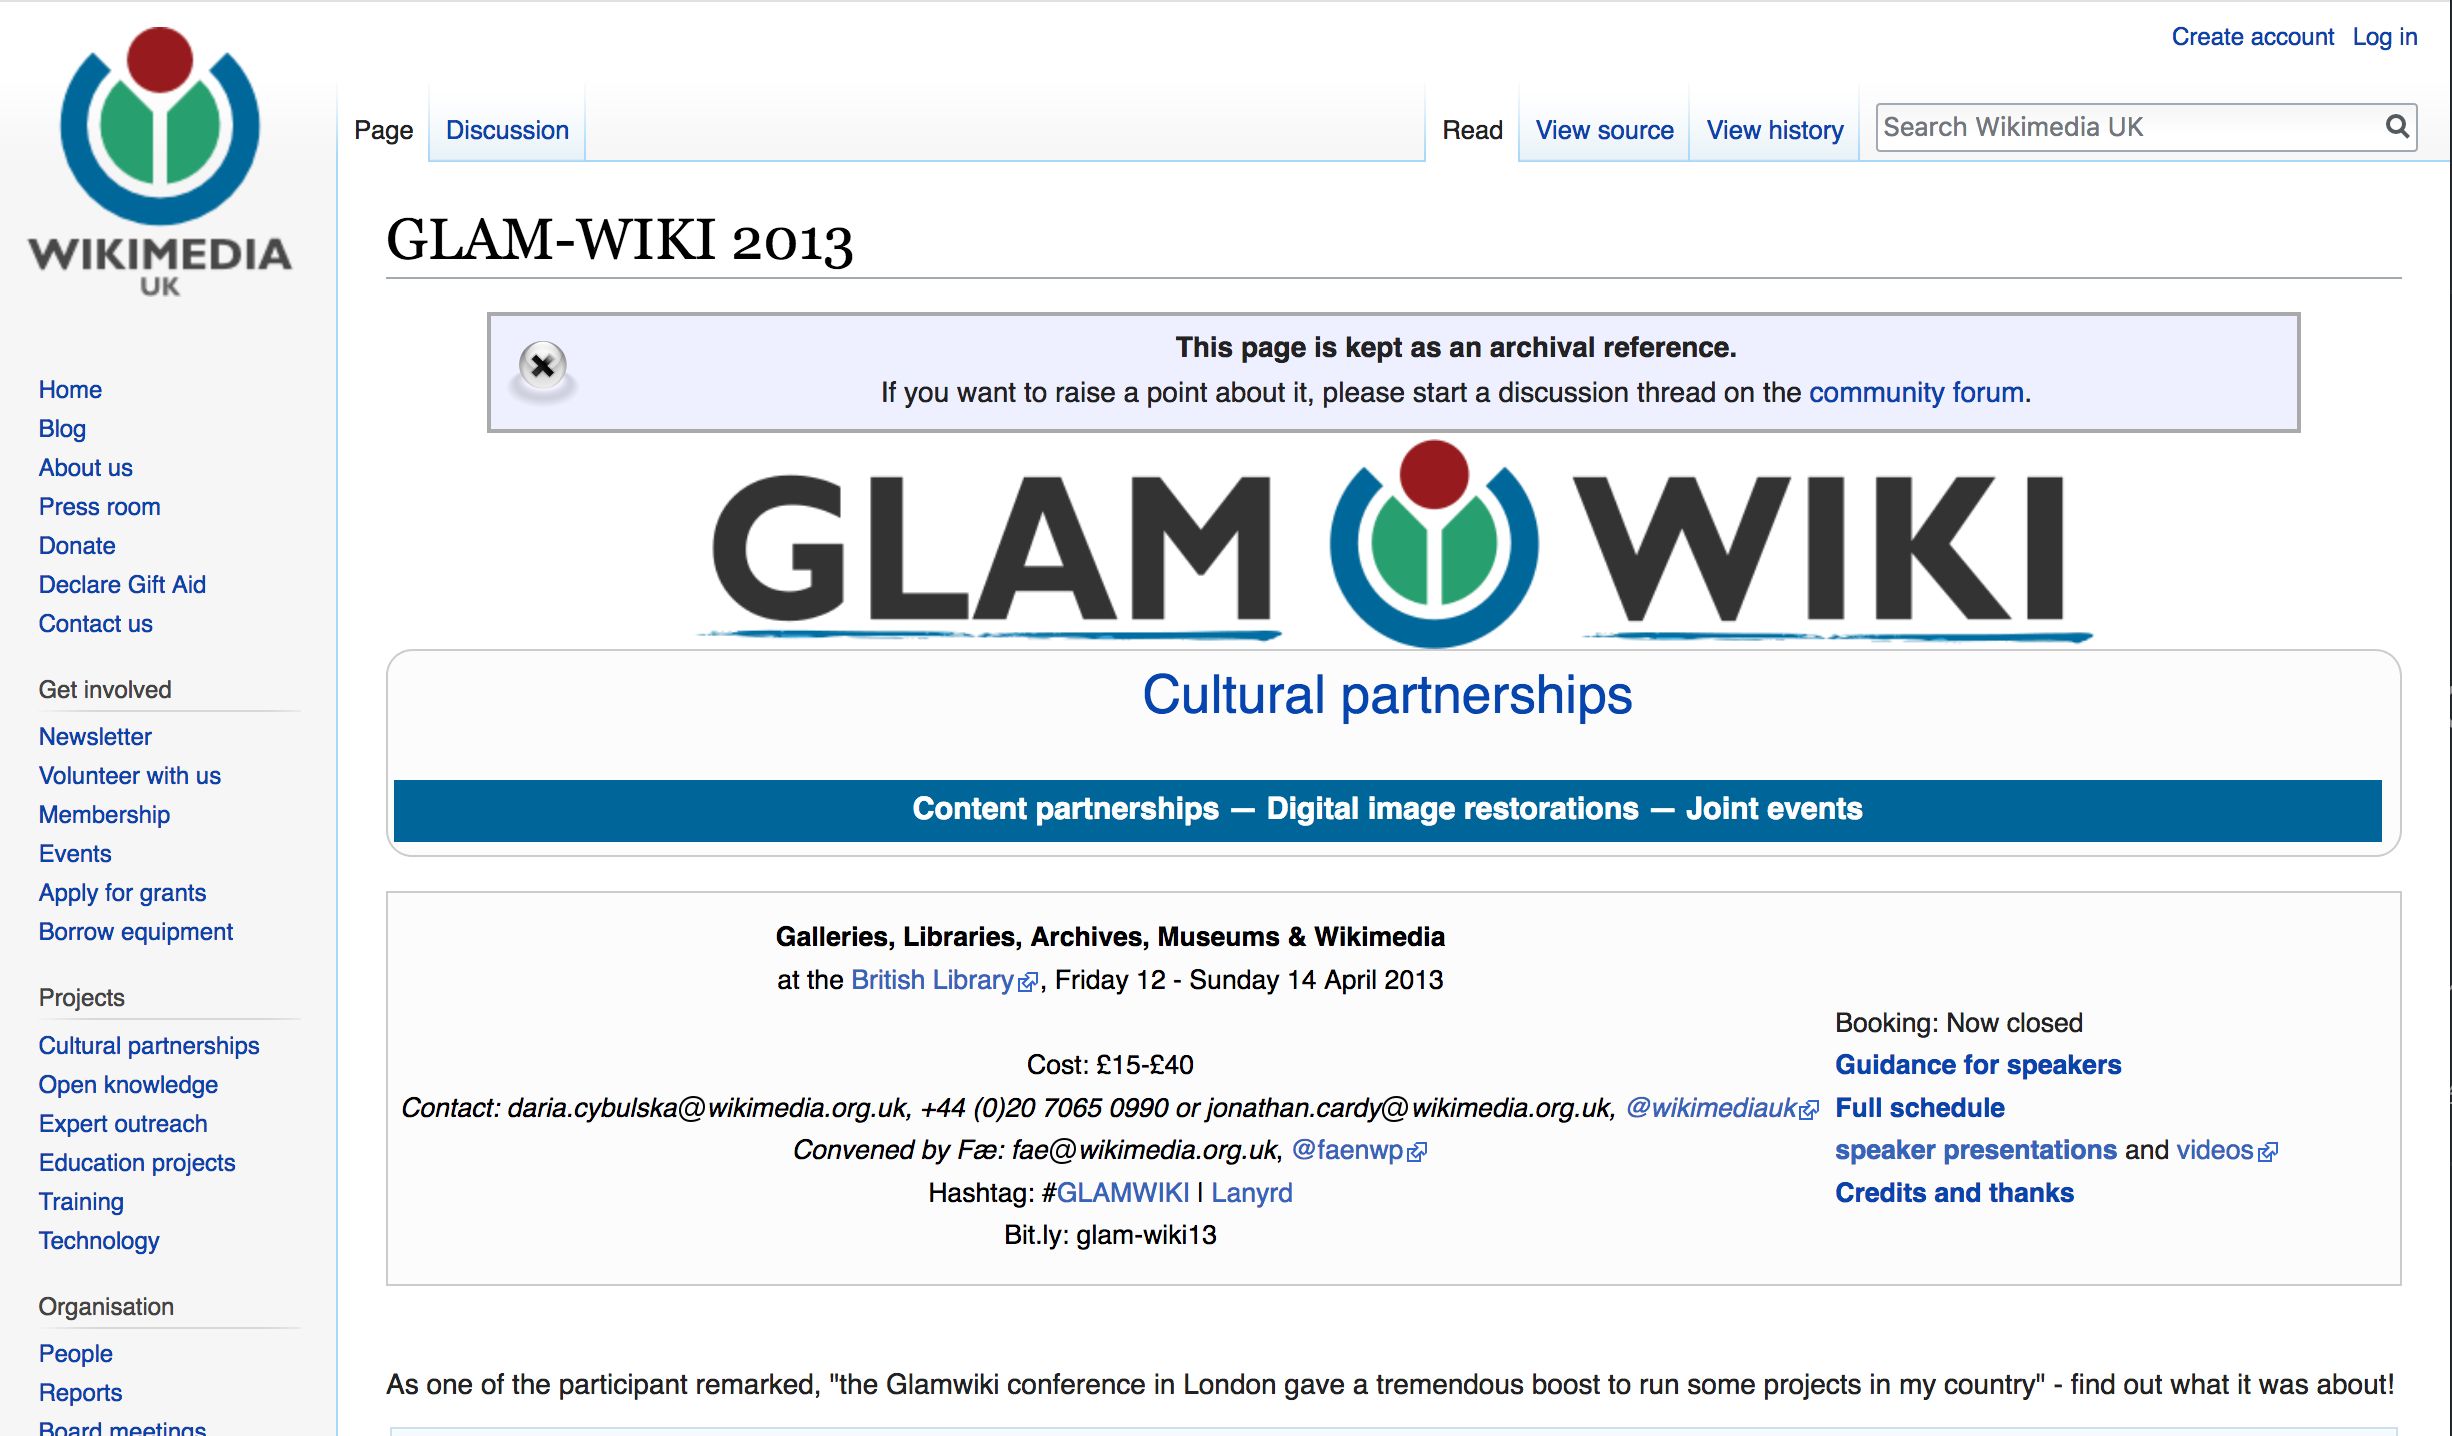 WIKIMEDIA
UK
Create account Log in
Page Discussion Read View source View history Search Wikimedia UK
Home
Blog
About us
Press room
Donate
Declare Gift Aid
Contact us
Get involved
Newsletter
Volunteer with us
Membership
Events
Apply for grants
Borrow equipment
Projects
Cultural partnerships
Open knowledge
Expert outreach
Education projects
Training
Technology
Organisation
People
Reports
Board meetings
GLAM-WIKI 2013
This page is kept as an archival reference.
If you want to raise a point about it, please start a discussion thread on the community forum.
GLAM WIKI
Cultural partnerships
Content partnerships — Digital image restorations — Joint events
Galleries, Libraries, Archives, Museums & Wikimedia
at the British Library, Friday 12 - Sunday 14 April 2013
Cost: £15-£40
Contact: daria.cybulska@wikimedia.org.uk, +44 (0)20 7065 0990 or jonathan.cardy@wikimedia.org.uk, @wikimediauk
Convened by Fæ: fae@wikimedia.org.uk, @faenwp
Hashtag: #GLAMWIKI | Lanyrd
Bit.ly: glam-wiki13
Booking: Now closed
Guidance for speakers
Full schedule
speaker presentations and videos
Credits and thanks
As one of the participant remarked, "the Glamwiki conference in London gave a tremendous boost to run some projects in my country" - find out what it was about!